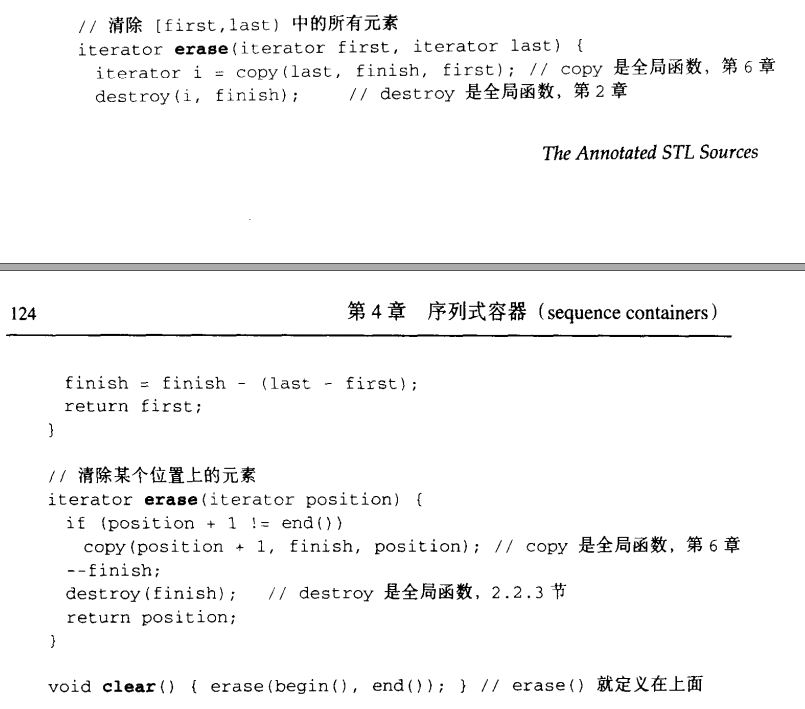 // 清除 [first,last) 中的所有元素
iterator erase(iterator first, iterator last) {
iterator i = copy(last, finish, first); // copy 是全局函数，第 6 章
destroy(i, finish); // destroy 是全局函数，第 2 章
The Annotated STL Sources
124 第 4 章 序列式容器（sequence containers）
finish = finish - (last - first);
return first;
}
// 清除某个位置上的元素
iterator erase(iterator position) {
if (position + 1 != end())
copy(position + 1, finish, position); // copy 是全局函数，第 6 章
--finish;
destroy(finish); // destroy 是全局函数，2.2.3 节
return position;
}
void clear() { erase(begin(), end()); } // erase() 就定义在上面